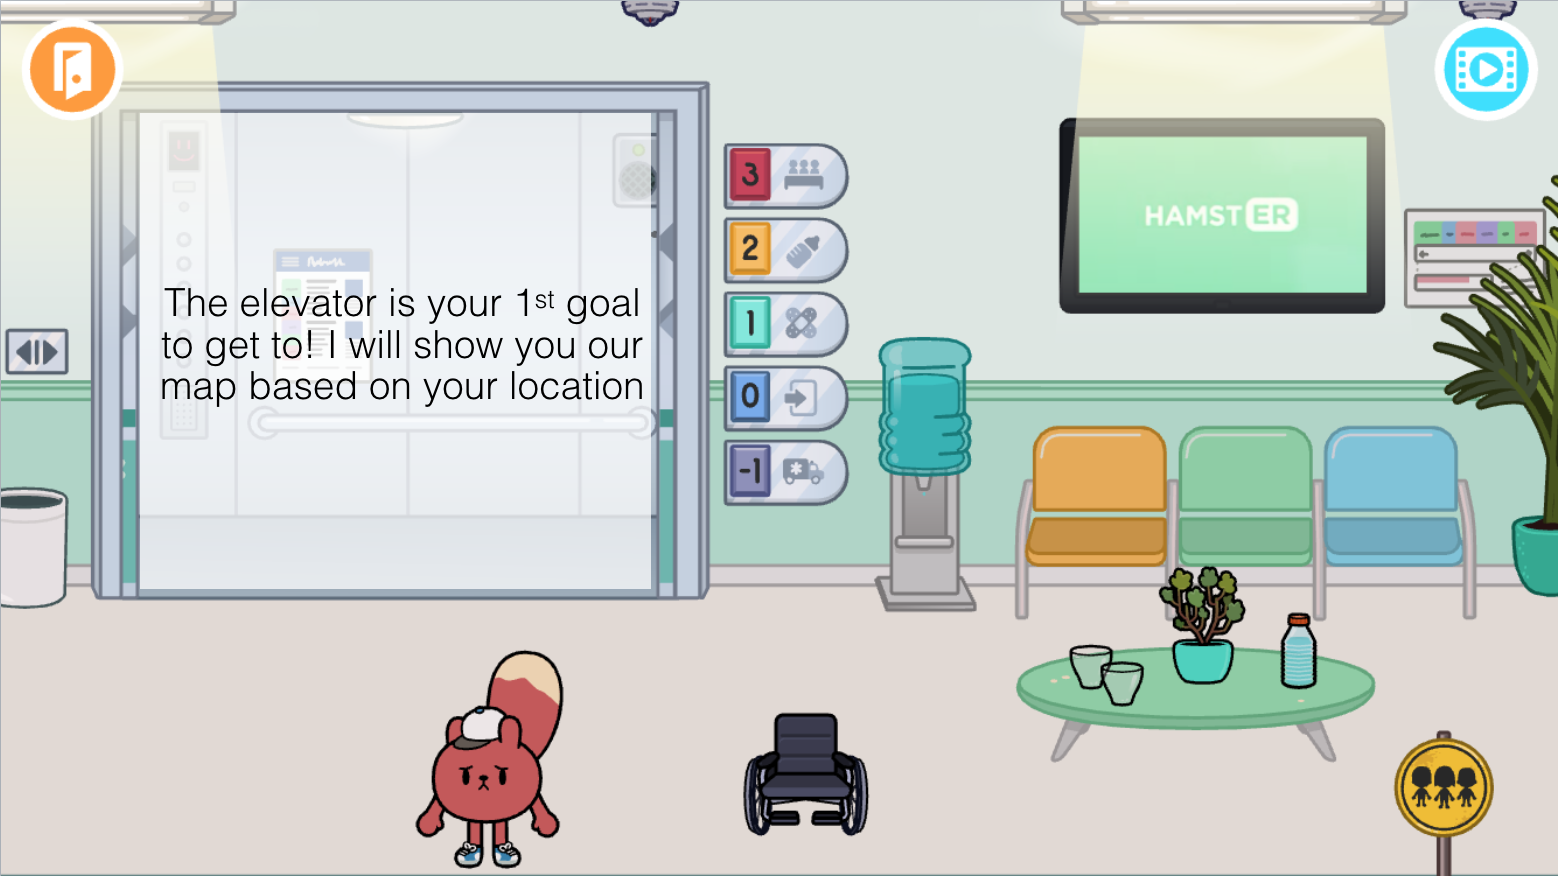 The elevator is your 1st goal
to get to! I will show you our
map based on your location
3
2
1
0
-1
HAMSTER